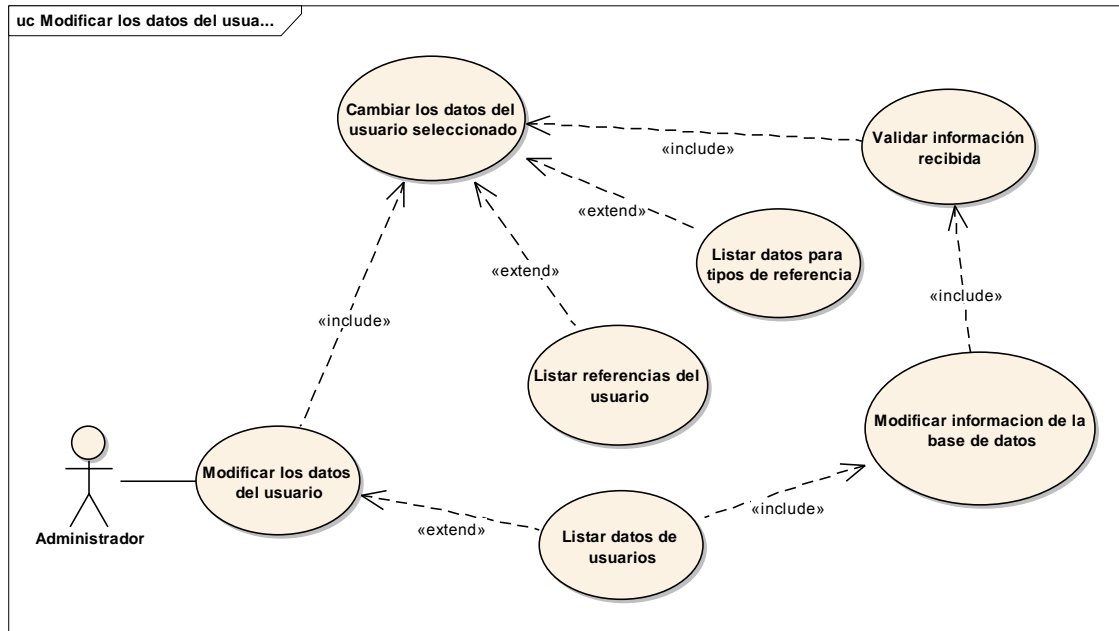 uc Modificar los datos del usua...
Cambiar los datos del
usuario seleccionado
Validar información
recibida
«include»
«extend»
Listar datos para
tipos de referencia
«extend»
«include»
«include»
Listar referencias del
usuario
Modificar informacion de la
base de datos
Modificar los datos
del usuario
«include»
«extend»
Listar datos de
usuarios
Administrador